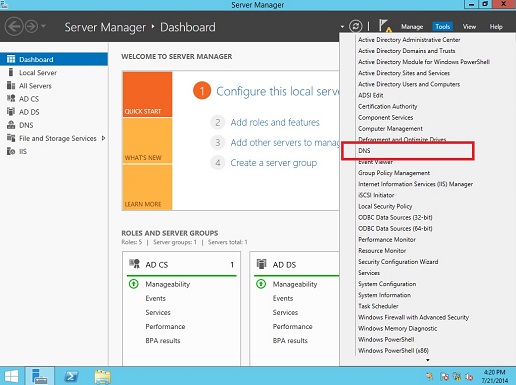 Server Manager
Server Manager • Dashboard
Manage
Tools
View
Help
Dashboard
Local Server
All Servers
AD CS
AD DS
DNS
File and Storage Services
IIS
WELCOME TO SERVER MANAGER
QUICK START
WHAT'S NEW
LEARN MORE
1 Configure this local serve
2 Add roles and features
3 Add other servers to manag
4 Create a server group
ROLES AND SERVER GROUPS
Roles: 5 | Server groups: 1 | Servers total: 1
AD CS 1
Manageability
Events
Services
Performance
BPA results
AD DS
Manageability
Events
Services
Performance
BPA results
Active Directory Administrative Center
Active Directory Domains and Trusts
Active Directory Module for Windows PowerShell
Active Directory Sites and Services
Active Directory Users and Computers
ADSI Edit
Certification Authority
Component Services
Computer Management
Defragment and Optimize Drives
DNS
Event Viewer
Group Policy Management
Internet Information Services (IIS) Manager
iSCSI Initiator
Local Security Policy
ODBC Data Sources (32-bit)
ODBC Data Sources (64-bit)
Performance Monitor
Resource Monitor
Security Configuration Wizard
Services
System Configuration
System Information
Task Scheduler
Windows Firewall with Advanced Security
Windows Memory Diagnostic
Windows PowerShell
Windows PowerShell (x86)
4:20 PM
7/21/2014